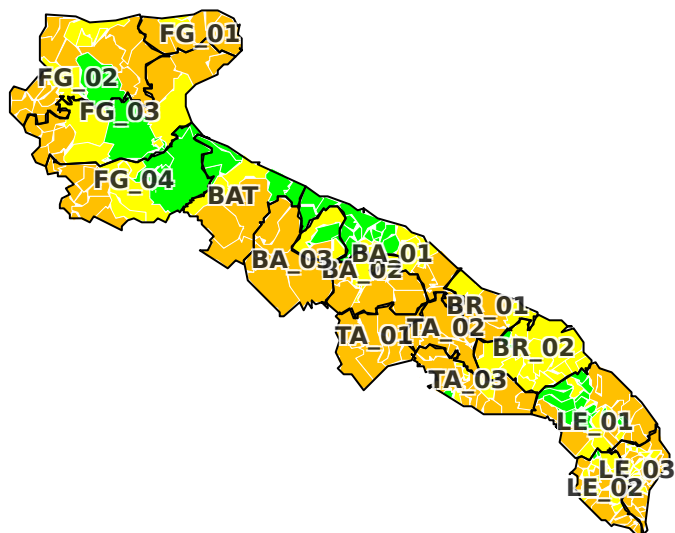 FG_01
FG_02
FG_03
FG_04
BAT
BA_01
BA_03
BA_02
BR_01
TA_01
TA_02
BR_02
TA_03
LE_01
LE_03
LE_02